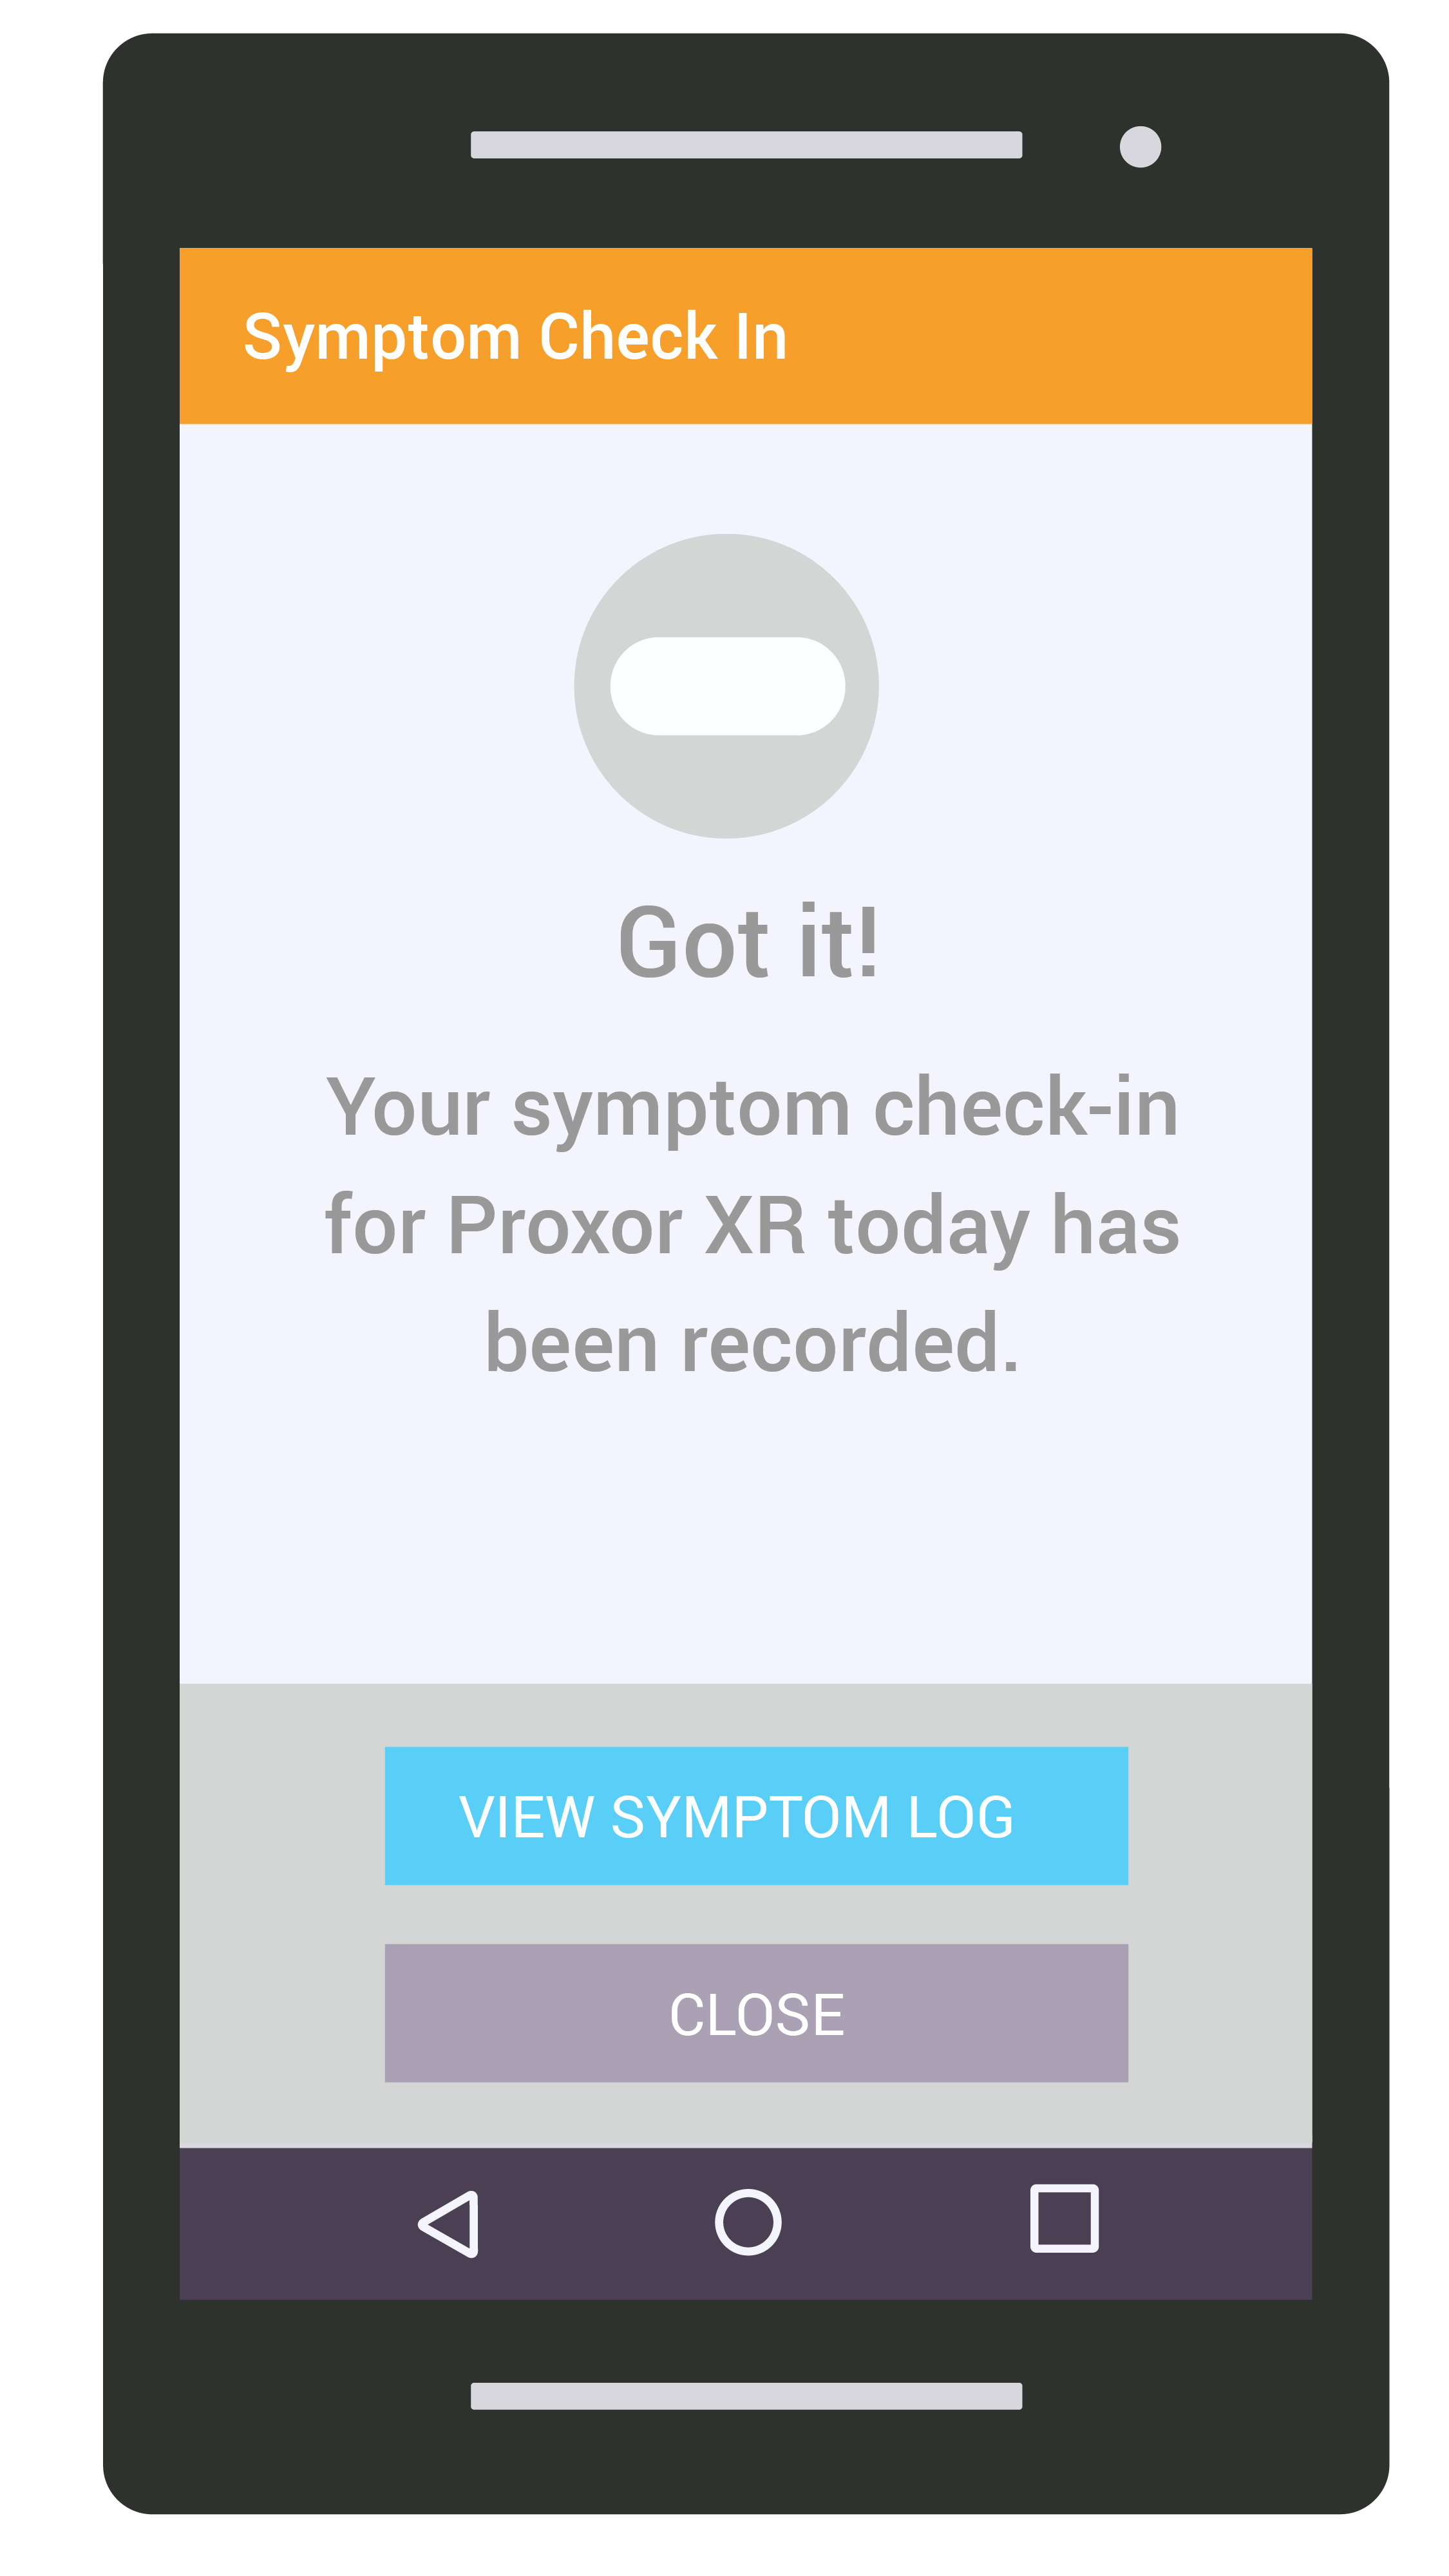 Symptom Check In
Got it!
Your symptom check-in
for Proxor XR today has
been recorded.
VIEW SYMPTOM LOG
CLOSE